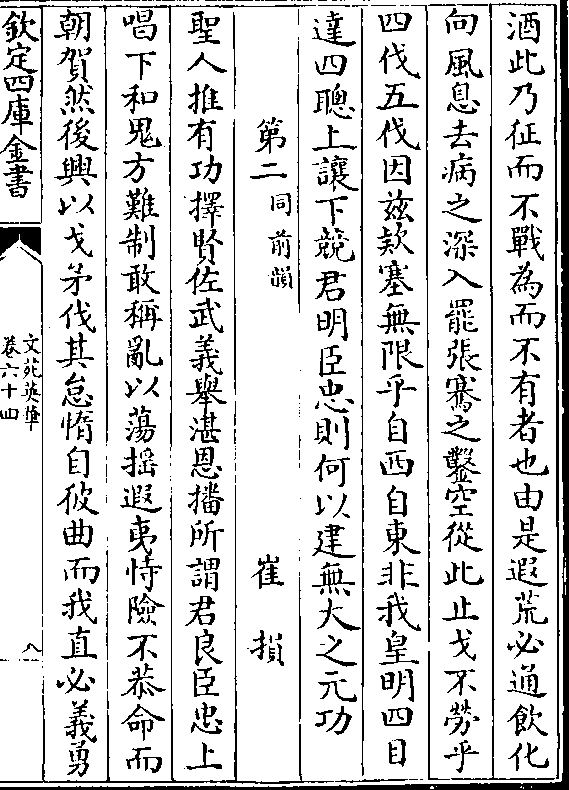 酒此乃征而不戰為而不有者也由是遐荒必通飲化
向風息去病之深入罷張騫之鑿空從此止戈不勞乎
四伐五伐因兹欵塞無限乎自西自東非我皇明四目
達四聰上讓下競君明臣忠則何以建無大之元功
第二同前韻 崔損
聖人推有功擇賢佐武義舉湛恩播所謂君良臣忠上
唱下和鬼方難制敢稱亂以蕩揺遐夷恃險不恭命而
朝賀然後興以戈矛伐其怠惰自彼曲而我直必義勇
欽定四庫全書
文苑英華
卷六十四
八